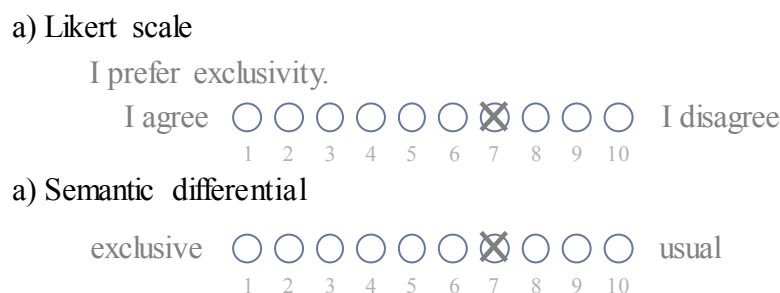 a) Likert scale
I prefer exclusivity.
I agree I disagree
1 2 3 4 5 6 7 8 9 10
a) Semantic differential
exclusive usual
1 2 3 4 5 6 7 8 9 10